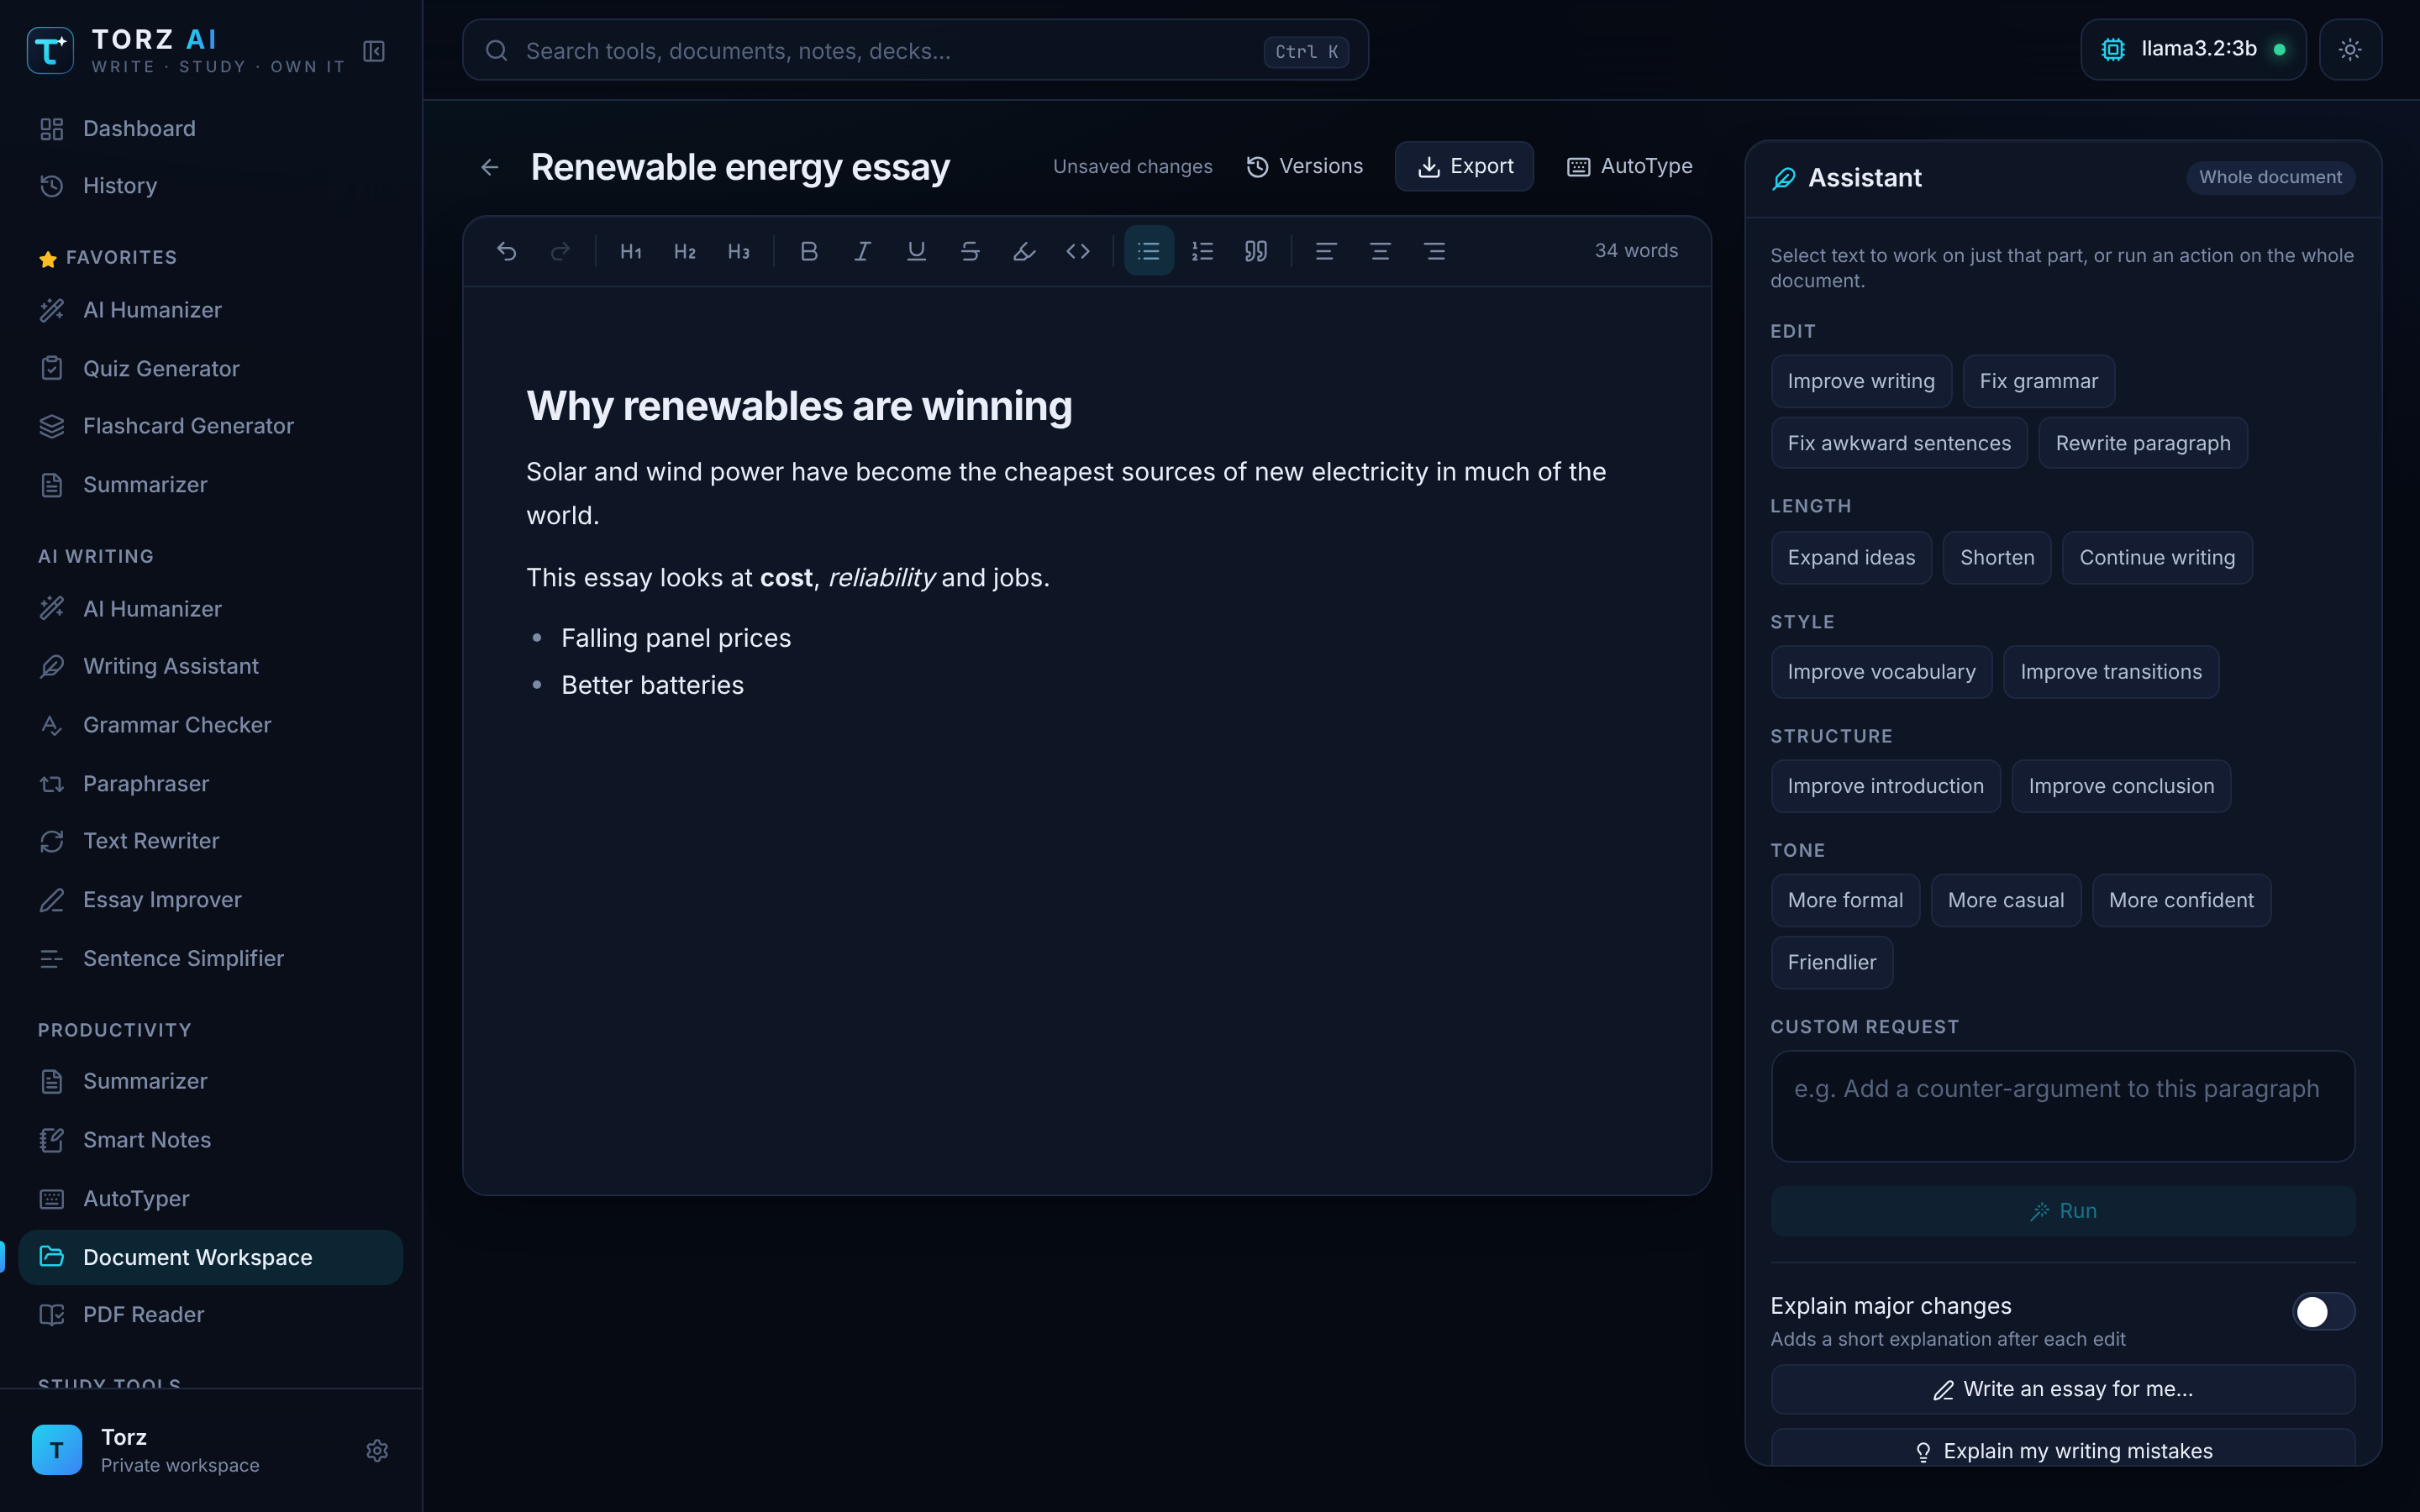 TORZ AI
WRITE · STUDY · OWN IT
Dashboard
History
FAVORITES
AI Humanizer
Quiz Generator
Flashcard Generator
Summarizer
AI WRITING
AI Humanizer
Writing Assistant
Grammar Checker
Paraphraser
Text Rewriter
Essay Improver
Sentence Simplifier
PRODUCTIVITY
Summarizer
Smart Notes
AutoTyper
Document Workspace
PDF Reader
STUDY TOOLS
T
Torz
Private workspace
Search tools, documents, notes, decks...
Ctrl K
llama3.2:3b
Renewable energy essay
Unsaved changes
Versions
Export
AutoType
H1 H2 H3
34 words
Why renewables are winning
Solar and wind power have become the cheapest sources of new electricity in much of the
world.
This essay looks at cost, reliability and jobs.
• Falling panel prices
• Better batteries
Assistant
Whole document
Select text to work on just that part, or run an action on the whole
document.
EDIT
Improve writing
Fix grammar
Fix awkward sentences
Rewrite paragraph
LENGTH
Expand ideas
Shorten
Continue writing
STYLE
Improve vocabulary
Improve transitions
STRUCTURE
Improve introduction
Improve conclusion
TONE
More formal
More casual
More confident
Friendlier
CUSTOM REQUEST
e.g. Add a counter-argument to this paragraph
Run
Explain major changes
Adds a short explanation after each edit
Write an essay for me...
Explain my writing mistakes